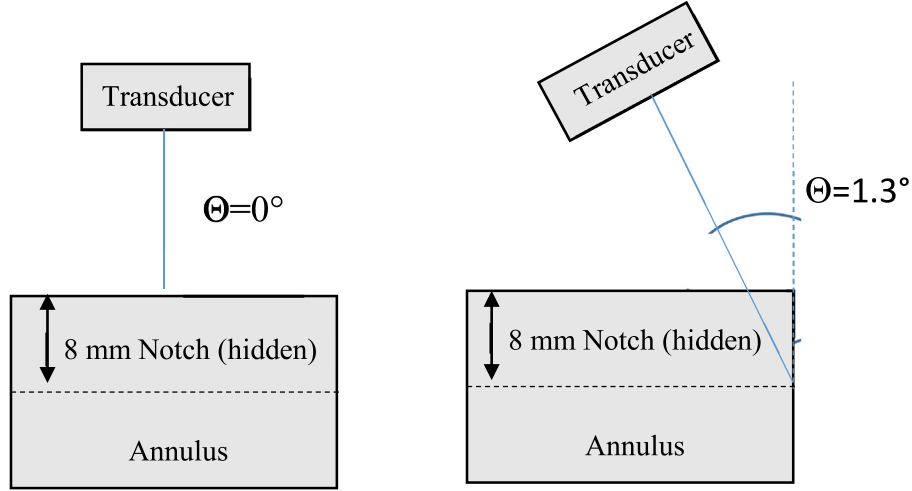 Transducer
Θ=0°
8 mm Notch (hidden)
Annulus
Transducer
Θ=1.3°
8 mm Notch (hidden)
Annulus